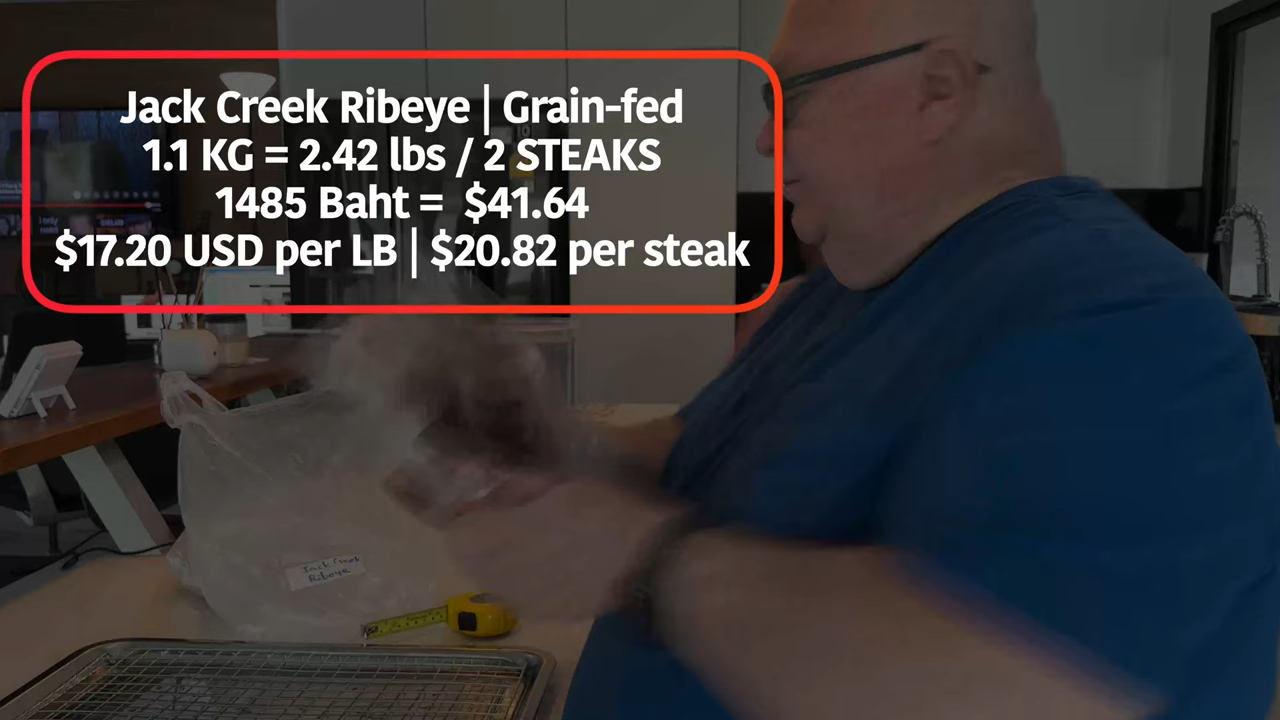 Jack Creek Ribeye | Grain-fed
1.1 KG = 2.42 lbs / 2 STEAKS
1485 Baht = $41.64
$17.20 USD per LB | $20.82 per steak
Jack Creek
Ribeye